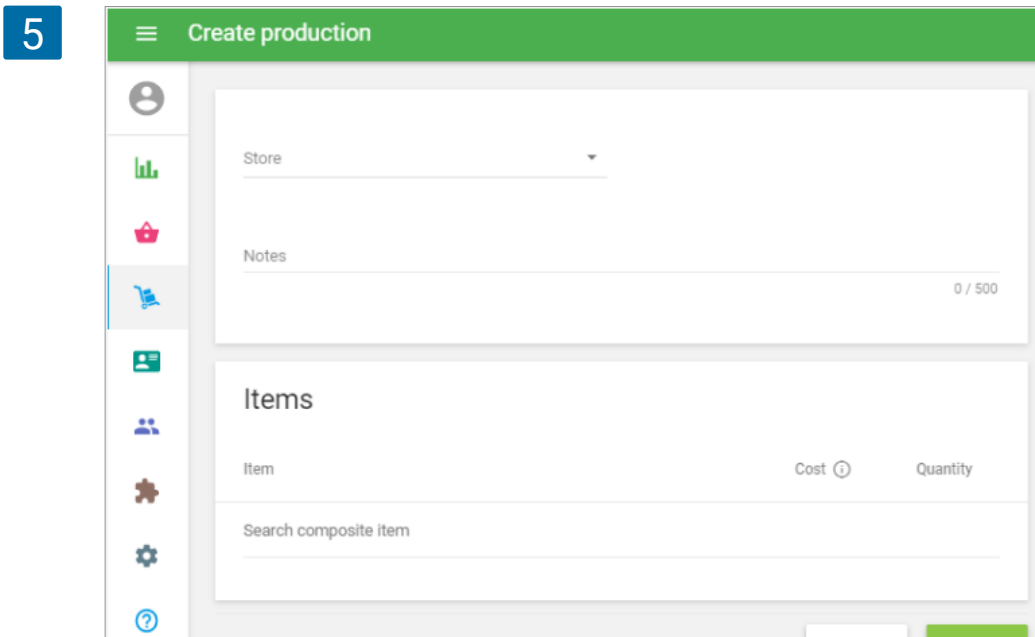 5
Create production
Store
Notes
0 / 500
Items
Item Cost Quantity
Search composite item